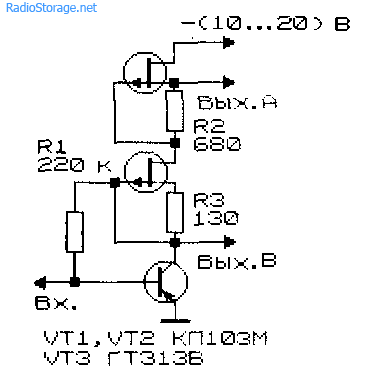 RadioStorage.net
-(10...20) В
Вых.А
R2
680
R1
220 к
R3
130
Вых.В
Вх.
VT1,VT2 КП103М
VT3 ГТ313В